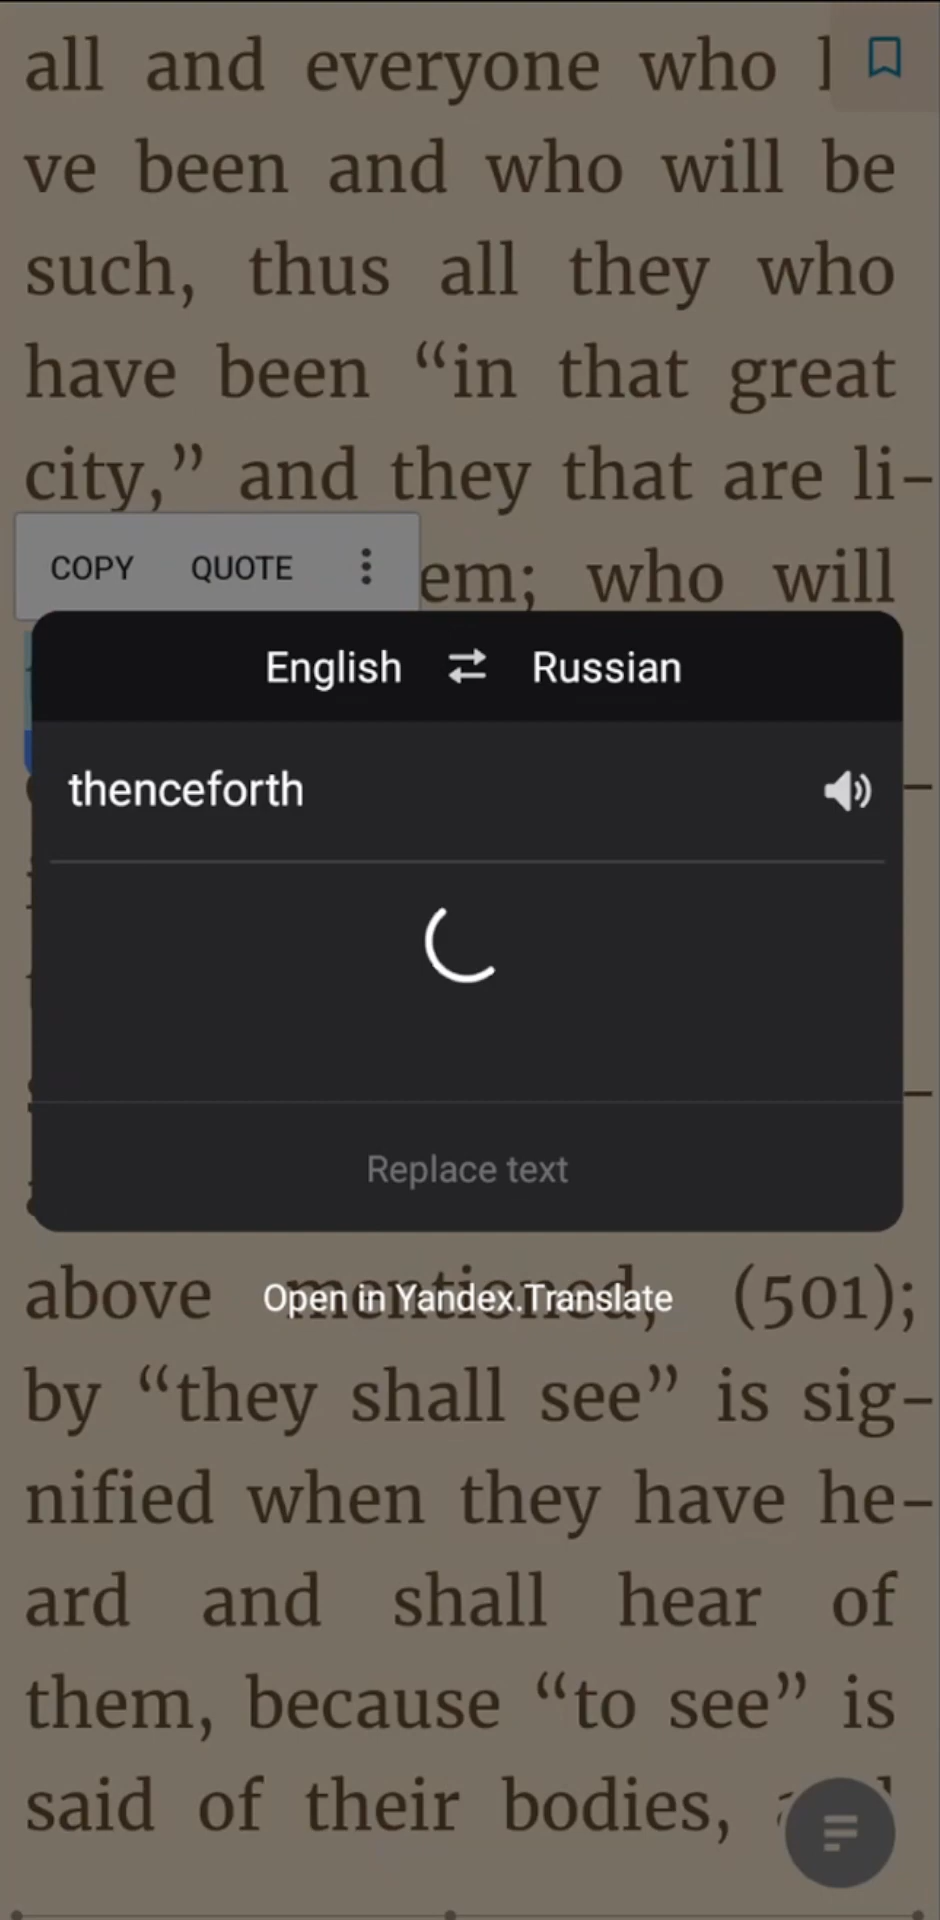 all and everyone who
ve been and who will be
such, thus all they who
have been “in that great
city,” and they that are li-
COPY QUOTE
em; who will
English Russian
thenceforth
Replace text
above mentioned, (501);
Open in Yandex.Translate
by “they shall see” is sig-
nified when they have he-
ard and shall hear of
them, because “to see” is
said of their bodies,